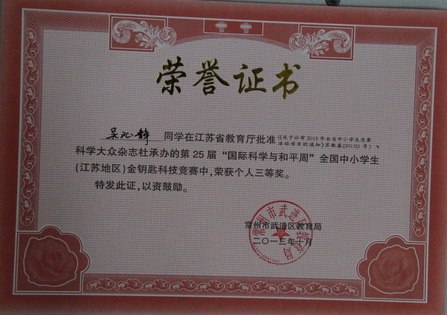 荣誉证书
吴沁铧 同学在江苏省教育厅批准
科学大众杂志社承办的第25届“国际科学与和平周”全国中小学生
(江苏地区)金钥匙科技竞赛中,荣获个人三等奖。
特发此证,以资鼓励。
常州市武进区教育局
二〇一三年十月